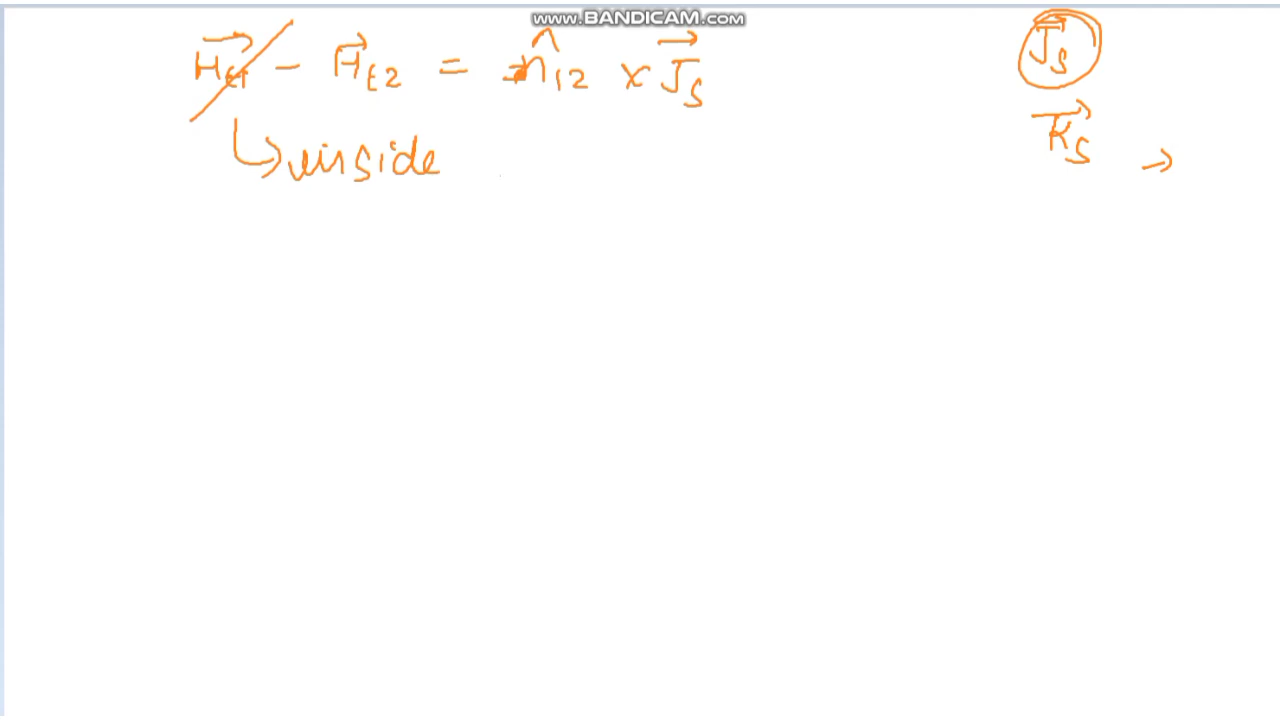 www.BANDICAM.com
H⃗t1 - H⃗t2 = n̂12 × J⃗s
J⃗s
K⃗s
↳ inside
→